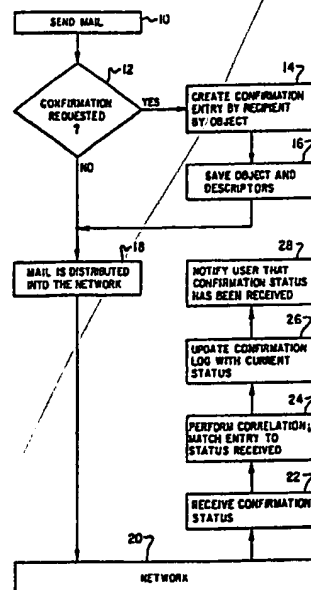 SEND MAIL
10
12
CONFIRMATION
REQUESTED
?
YES
NO
14
CREATE CONFIRMATION
ENTRY BY RECIPIENT
BY OBJECT
16
SAVE OBJECT AND
DESCRIPTORS
18
MAIL IS DISTRIBUTED
INTO THE NETWORK
28
NOTIFY USER THAT
CONFIRMATION STATUS
HAS BEEN RECEIVED
26
UPDATE CONFIRMATION
LOG WITH CURRENT
STATUS
24
PERFORM CORRELATION;
MATCH ENTRY TO
STATUS RECEIVED
22
RECEIVE CONFIRMATION
STATUS
20
NETWORK